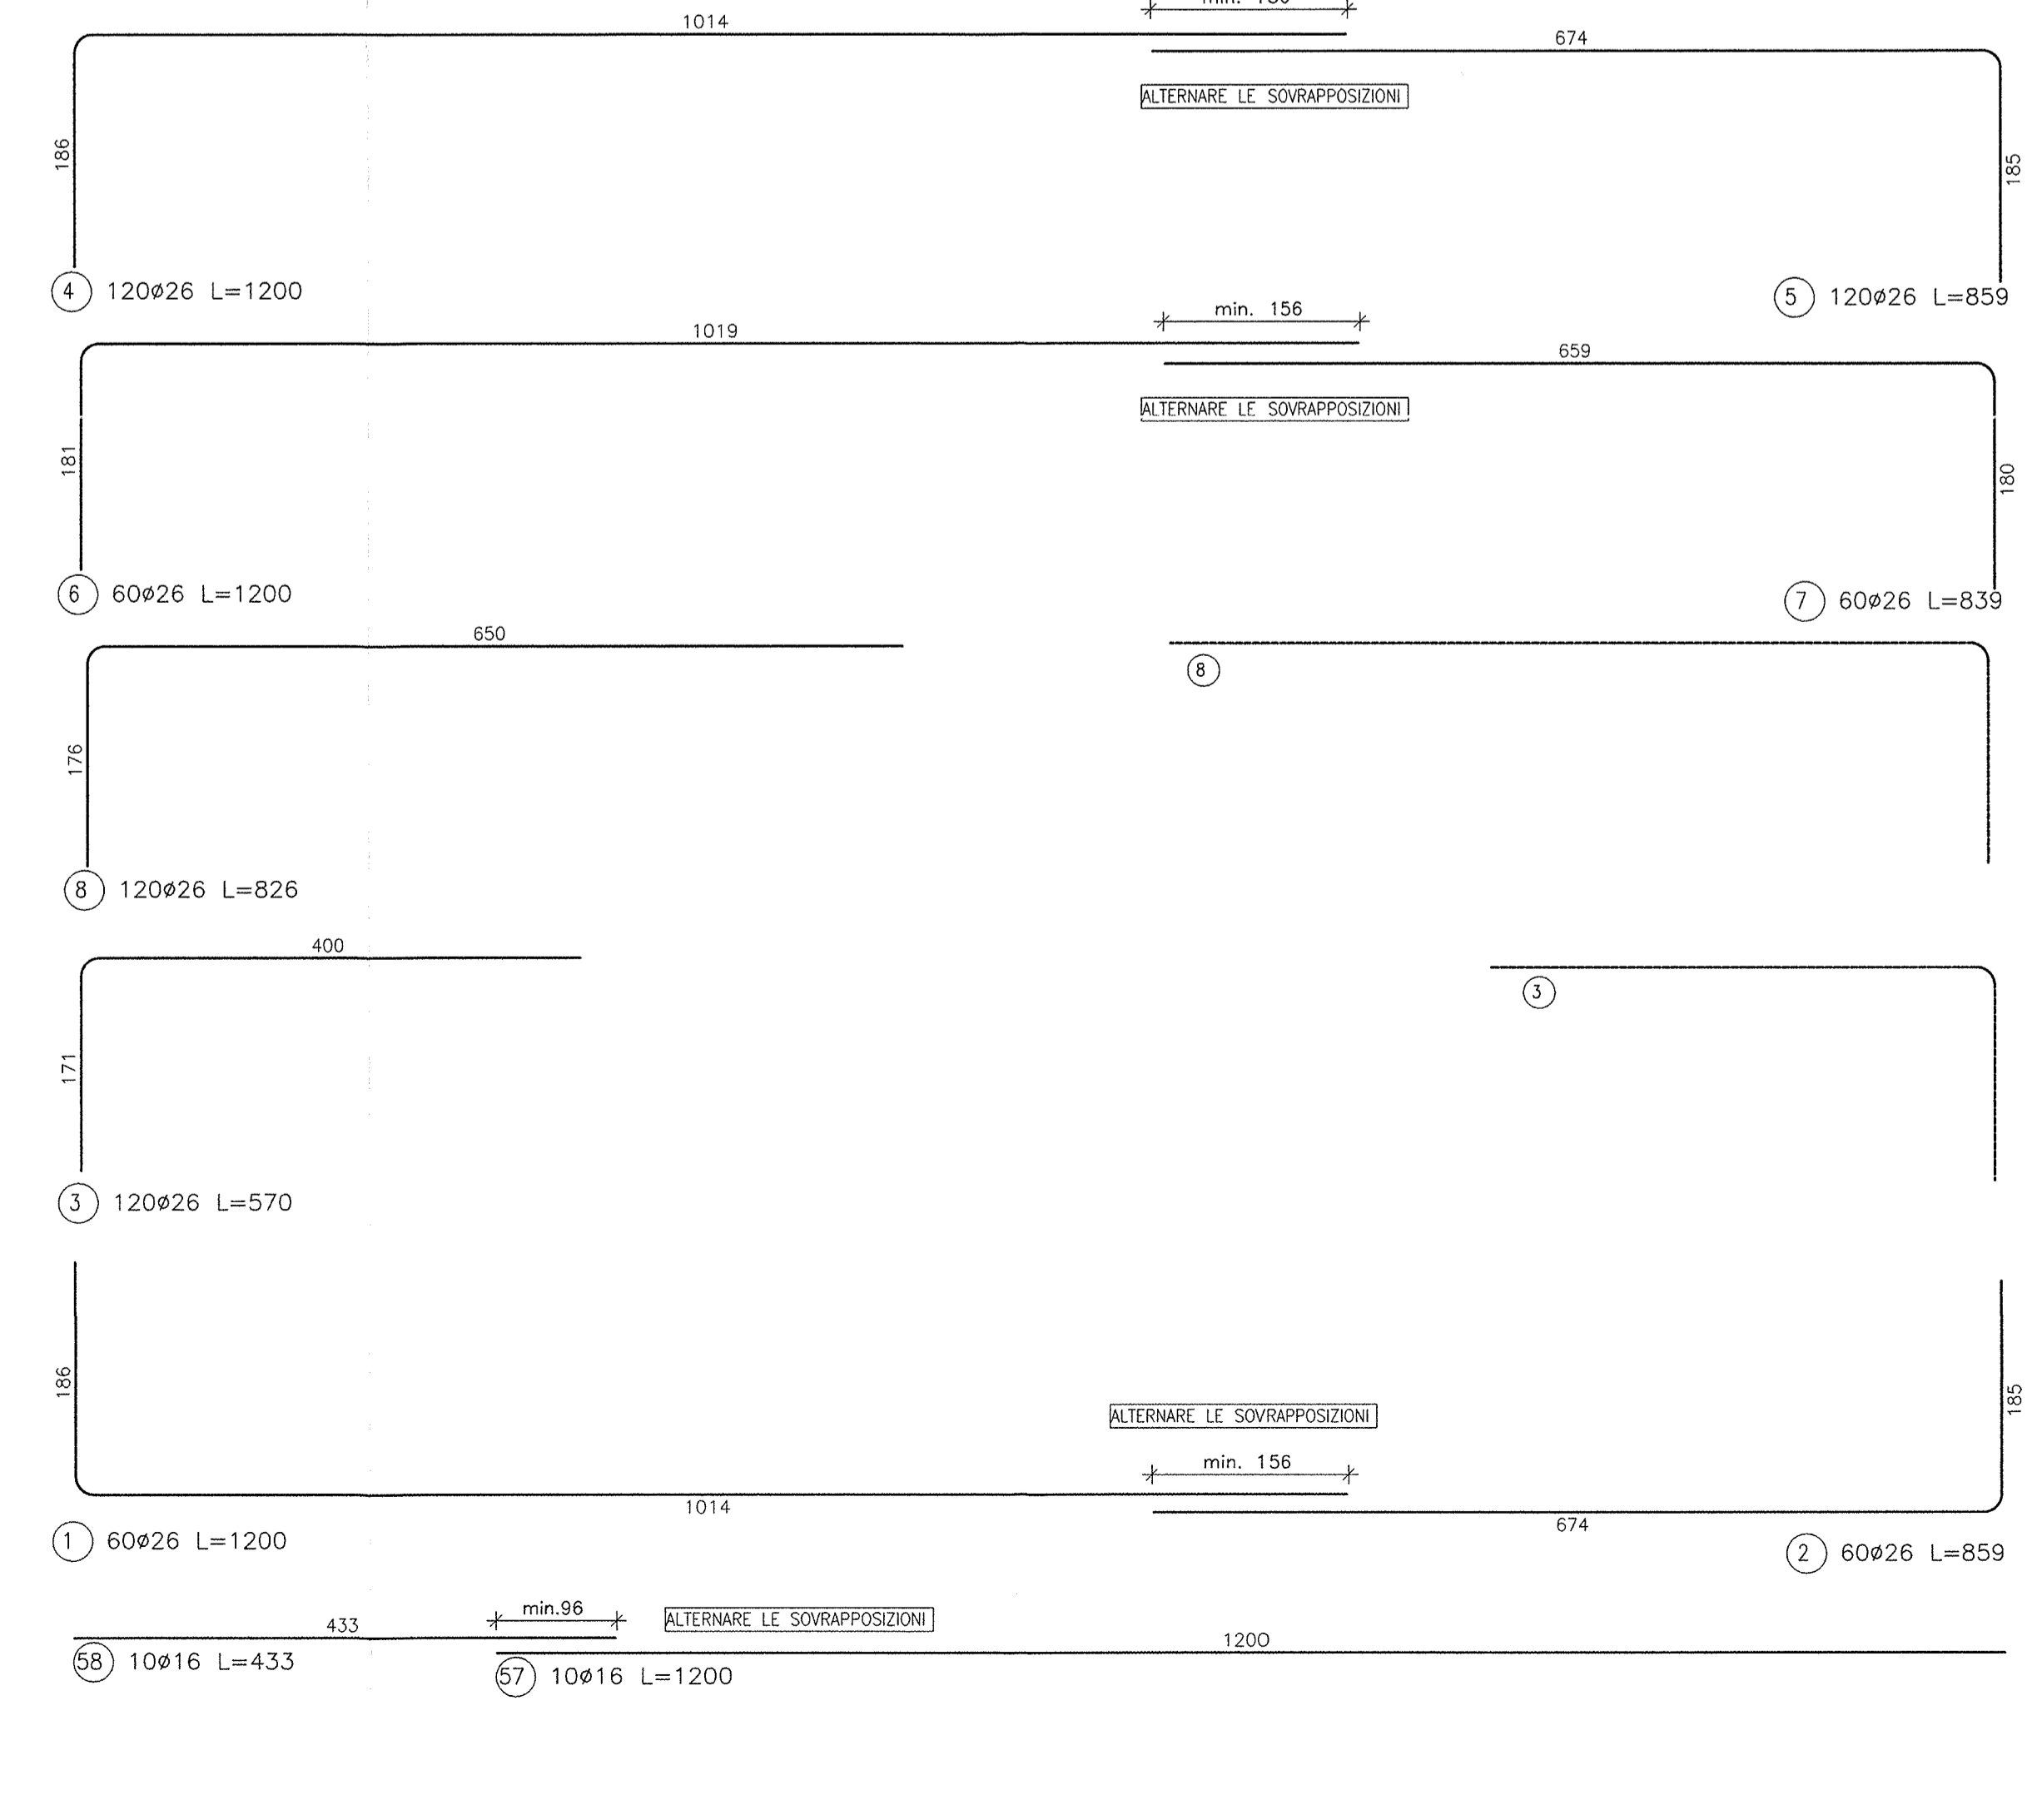 1014
674
ALTERNARE LE SOVRAPPOSIZIONI
186
185
4 120ø26 L=1200
5 120ø26 L=859
min. 156
1019
659
ALTERNARE LE SOVRAPPOSIZIONI
181
180
6 60ø26 L=1200
7 60ø26 L=839
650
8
176
8 120ø26 L=826
400
3
171
3 120ø26 L=570
186
185
ALTERNARE LE SOVRAPPOSIZIONI
min. 156
1014
674
1 60ø26 L=1200
2 60ø26 L=859
min.96
ALTERNARE LE SOVRAPPOSIZIONI
433
1200
58 10ø16 L=433
57 10ø16 L=1200